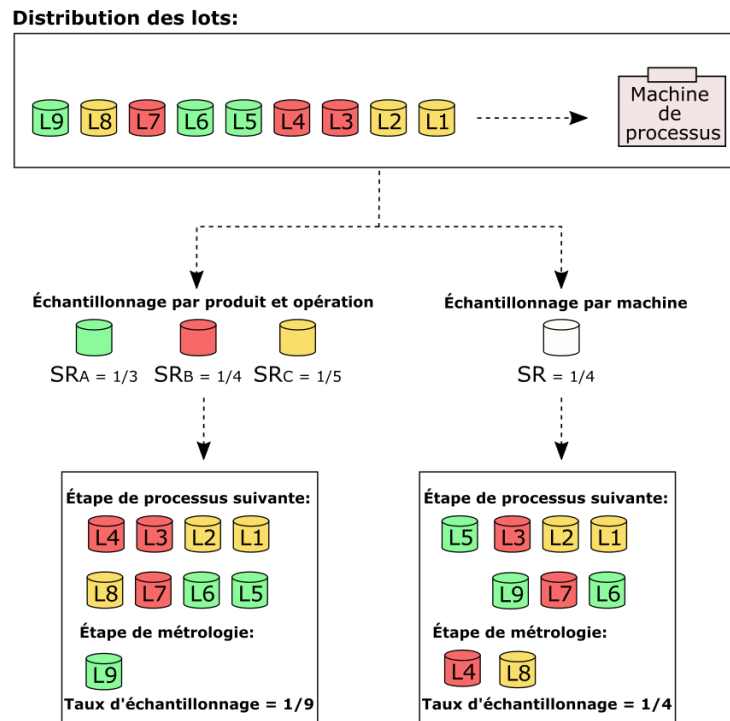 Distribution des lots:
L9 L8 L7 L6 L5 L4 L3 L2 L1
Machine
de
processus
Échantillonnage par produit et opération
SRA = 1/3 SRB = 1/4 SRC = 1/5
Échantillonnage par machine
SR = 1/4
Étape de processus suivante:
L4 L3 L2 L1
L8 L7 L6 L5
Étape de métrologie:
L9
Taux d'échantillonnage = 1/9
Étape de processus suivante:
L5 L3 L2 L1
L9 L7 L6
Étape de métrologie:
L4 L8
Taux d'échantillonnage = 1/4